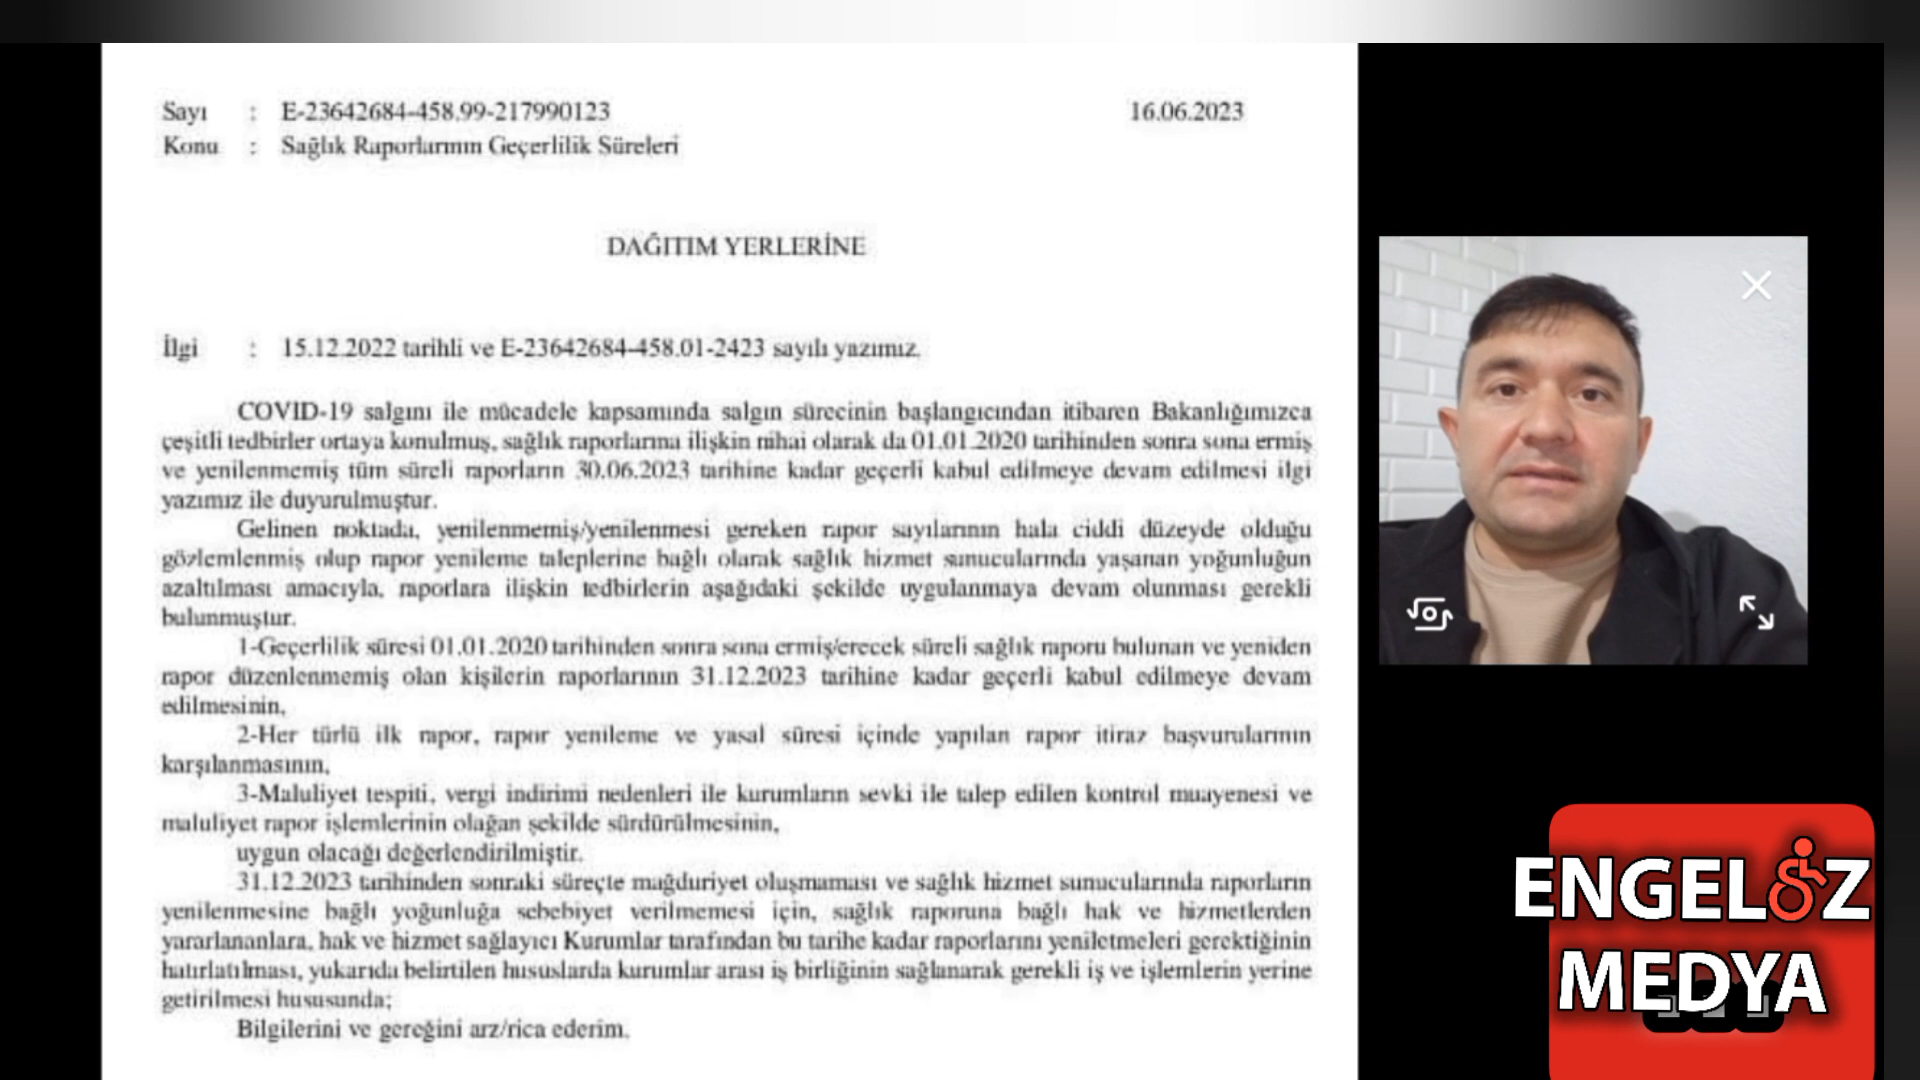 Sayı : E-23642684-458.99-217990123 16.06.2023
Konu : Sağlık Raporlarının Geçerlilik Süreleri
DAĞITIM YERLERİNE
İlgi : 15.12.2022 tarihli ve E-23642684-458.01-2423 sayılı yazımız.
COVID-19 salgını ile mücadele kapsamında salgın sürecinin başlangıcından itibaren Bakanlığımızca
çeşitli tedbirler ortaya konulmuş, sağlık raporlarına ilişkin nihai olarak da 01.01.2020 tarihinden sonra sona ermiş
ve yenilenmemiş tüm süreli raporların 30.06.2023 tarihine kadar geçerli kabul edilmeye devam edilmesi ilgi
yazımız ile duyurulmuştur.
Gelinen noktada, yenilenmemiş/yenilenmesi gereken rapor sayılarının hala ciddi düzeyde olduğu
gözlemlenmiş olup rapor yenileme taleplerine bağlı olarak sağlık hizmet sunucularında yaşanan yoğunluğun
azaltılması amacıyla, raporlara ilişkin tedbirlerin aşağıdaki şekilde uygulanmaya devam olunması gerekli
bulunmuştur.
1-Geçerlilik süresi 01.01.2020 tarihinden sonra sona ermiş/erecek süreli sağlık raporu bulunan ve yeniden
rapor düzenlenmemiş olan kişilerin raporlarının 31.12.2023 tarihine kadar geçerli kabul edilmeye devam
edilmesinin,
2-Her türlü ilk rapor, rapor yenileme ve yasal süresi içinde yapılan rapor itiraz başvurularının
karşılanmasının,
3-Maluliyet tespiti, vergi indirimi nedenleri ile kurumların sevki ile talep edilen kontrol muayenesi ve
maluliyet rapor işlemlerinin olağan şekilde sürdürülmesinin,
uygun olacağı değerlendirilmiştir.
31.12.2023 tarihinden sonraki süreçte mağduriyet oluşmaması ve sağlık hizmet sunucularında raporların
yenilenmesine bağlı yoğunluğa sebebiyet verilmemesi için, sağlık raporuna bağlı hak ve hizmetlerden
yararlananlara, hak ve hizmet sağlayıcı Kurumlar tarafından bu tarihe kadar raporlarını yeniletmeleri gerektiğinin
hatırlatılması, yukarıda belirtilen hususlarda kurumlar arası iş birliğinin sağlanarak gerekli iş ve işlemlerin yerine
getirilmesi hususunda;
Bilgilerini ve gereğini arz/rica ederim.
ENGELSİZ
MEDYA